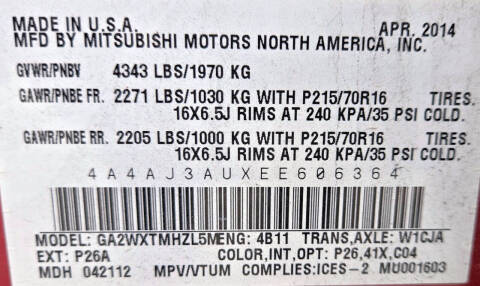 MADE IN U.S.A. APR. 2014
MFD BY MITSUBISHI MOTORS NORTH AMERICA, INC.
GVWR/PNBV 4343 LBS/1970 KG
GAWR/PNBE FR. 2271 LBS/1030 KG WITH P215/70R16 TIRES.
16X6.5J RIMS AT 240 KPA/35 PSI COLD.
GAWR/PNBE RR. 2205 LBS/1000 KG WITH P215/70R16 TIRES.
16X6.5J RIMS AT 240 KPA/35 PSI COLD.
4A4AJ3AUXEE606364
MODEL: GA2WXTMHZL5MENG: 4B11 TRANS,AXLE: W1CJA
EXT: P26A COLOR,INT,OPT: P26,41X,C04
MDH 042112 MPV/VTUM COMPLIES:ICES-2 MU001603